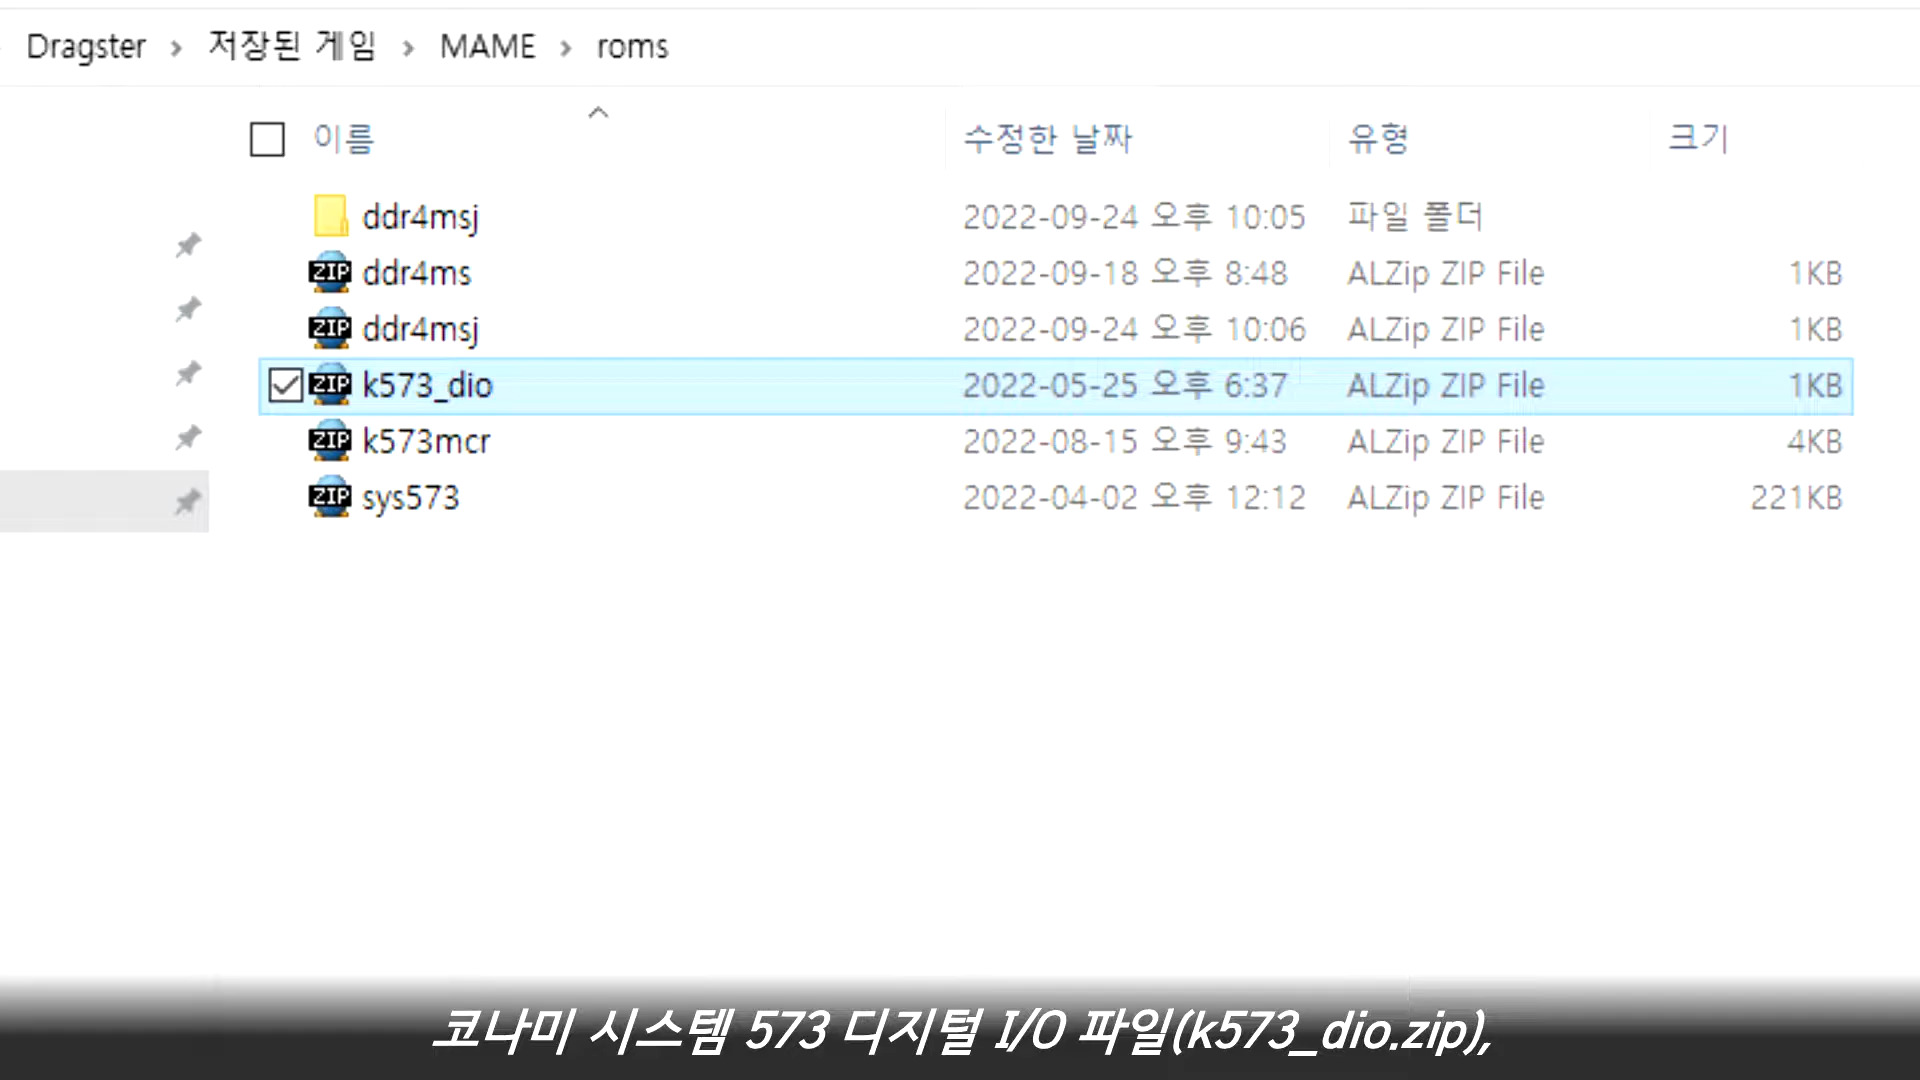 Dragster > 저장된 게임 > MAME > roms
이름 수정한 날짜 유형 크기
ddr4msj 2022-09-24 오후 10:05 파일 폴더
ZIP ddr4ms 2022-09-18 오후 8:48 ALZip ZIP File 1KB
ZIP ddr4msj 2022-09-24 오후 10:06 ALZip ZIP File 1KB
ZIP k573_dio 2022-05-25 오후 6:37 ALZip ZIP File 1KB
ZIP k573mcr 2022-08-15 오후 9:43 ALZip ZIP File 4KB
ZIP sys573 2022-04-02 오후 12:12 ALZip ZIP File 221KB
코나미 시스템 573 디지털 I/O 파일(k573_dio.zip),